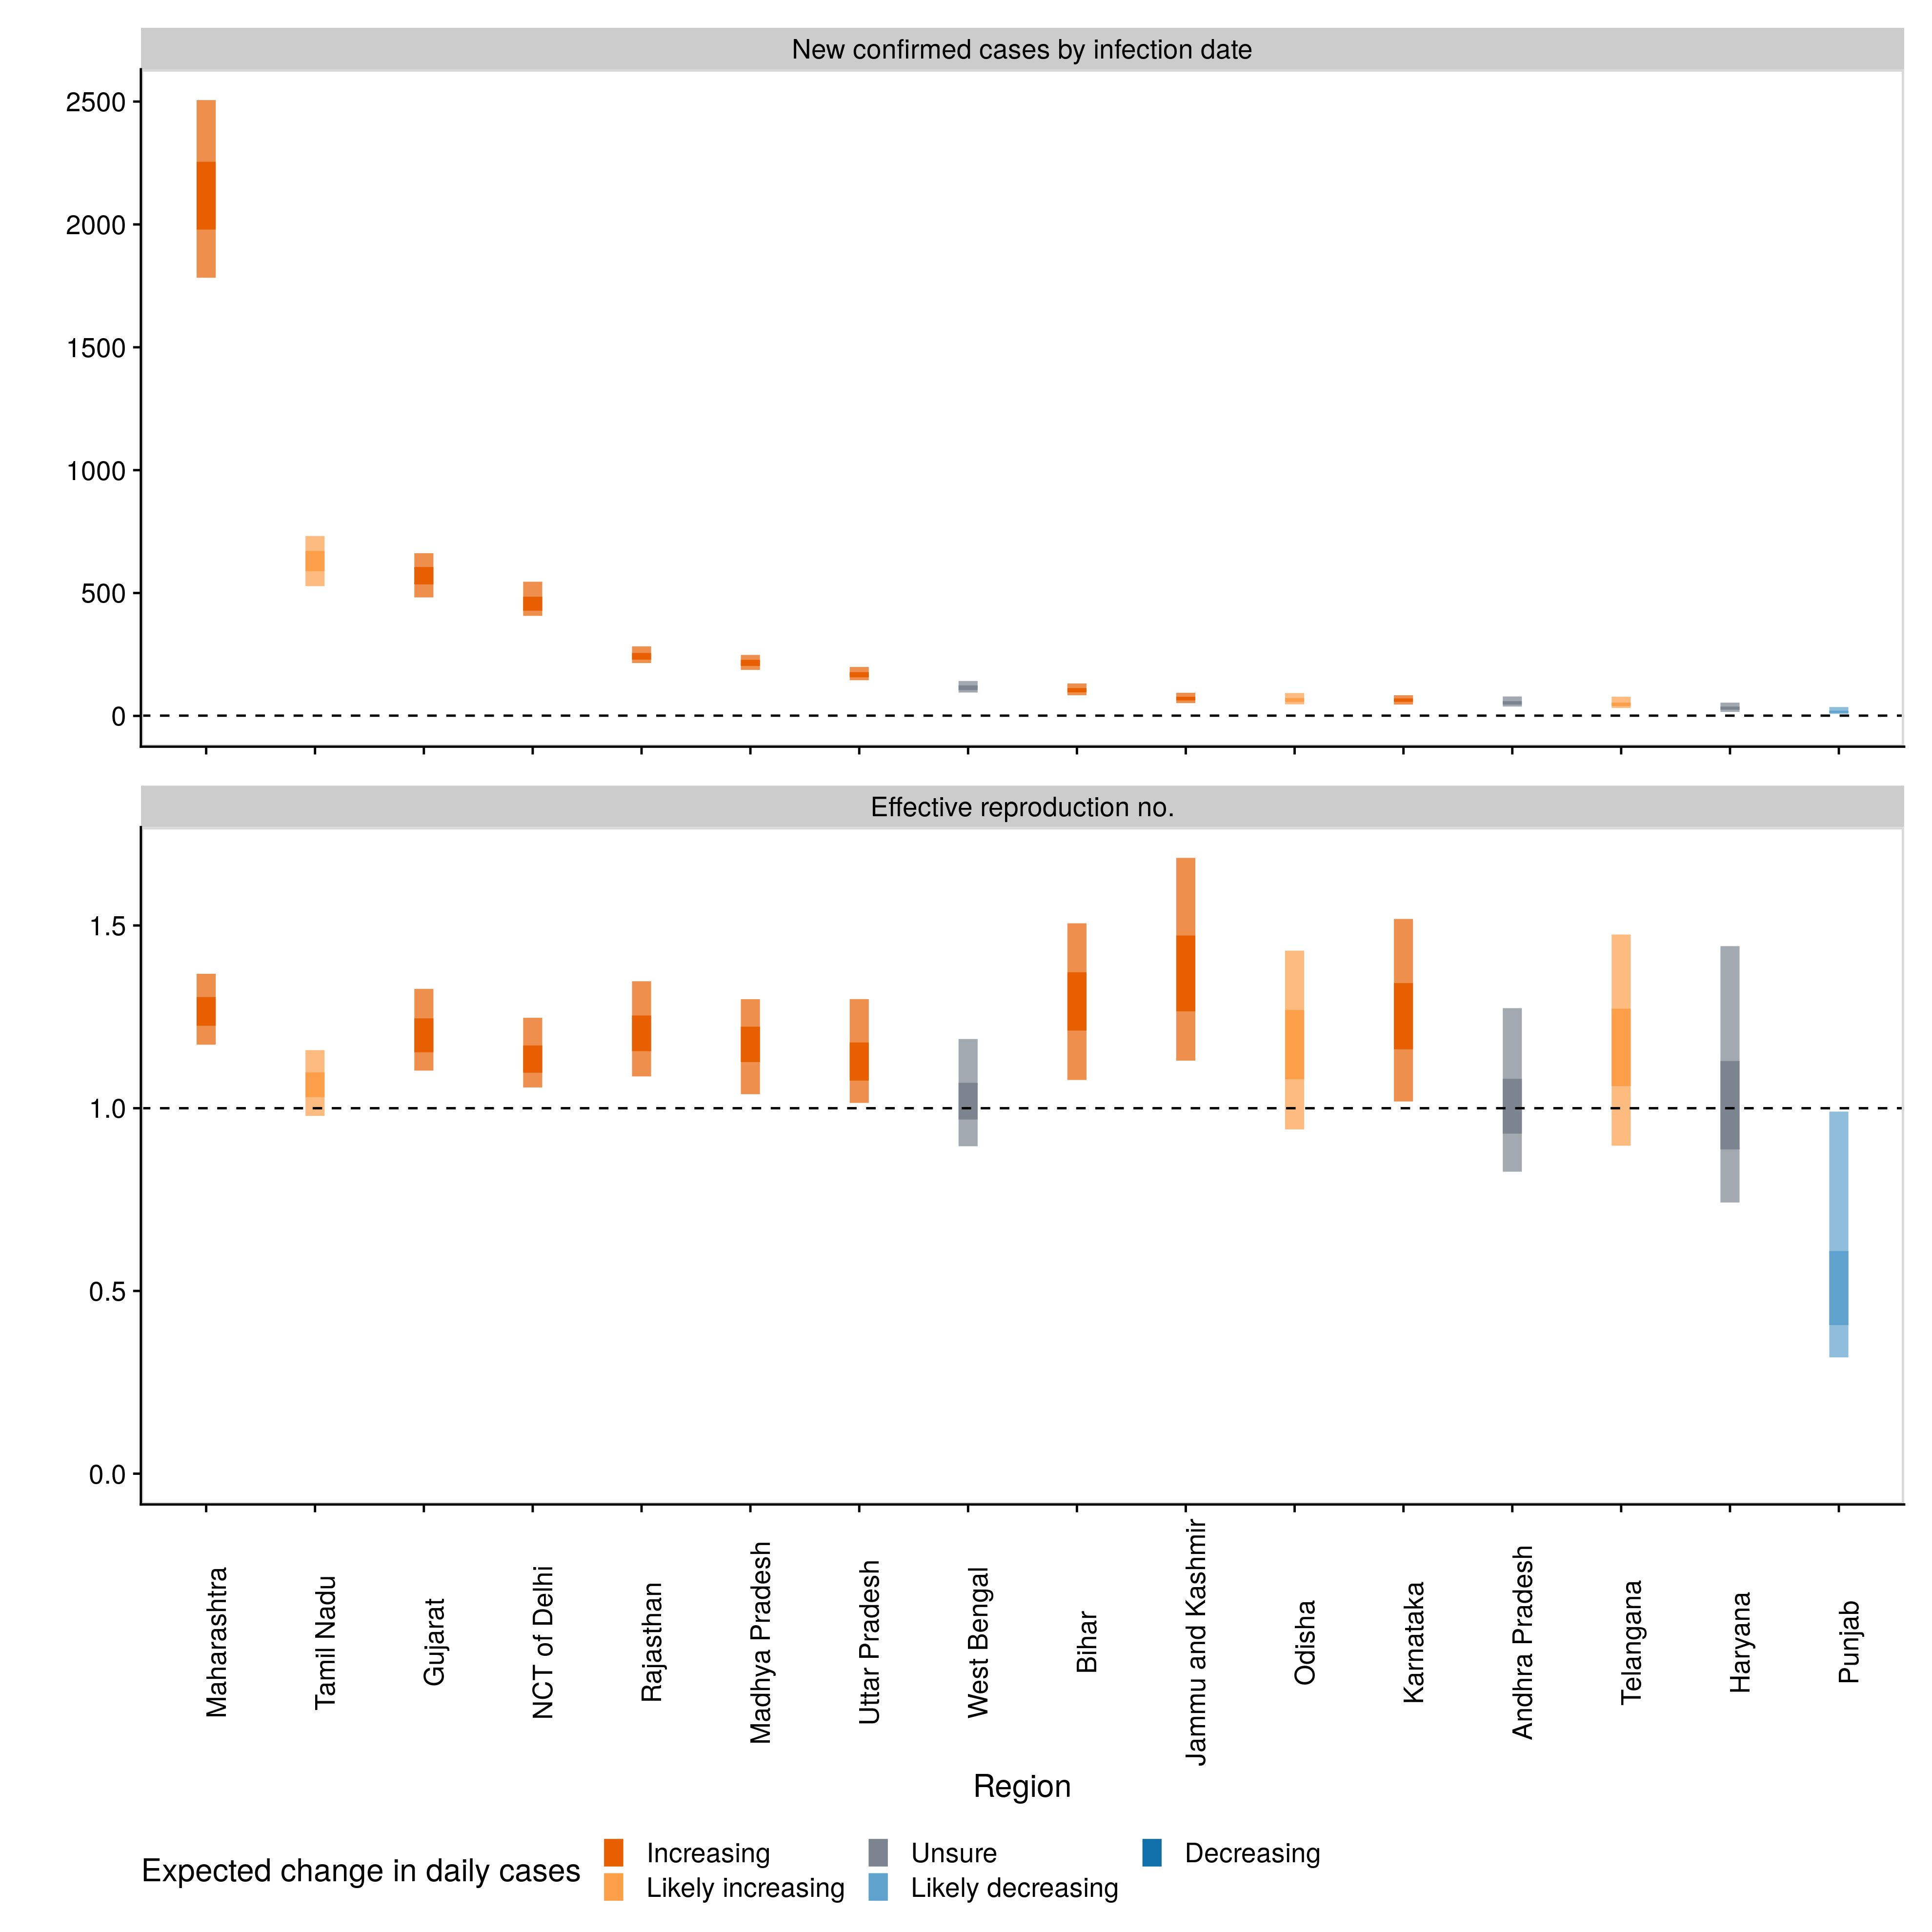 New confirmed cases by infection date
2500
2000
1500
1000
500
0
Effective reproduction no.
1.5
1.0
0.5
0.0
Maharashtra
Tamil Nadu
Gujarat
NCT of Delhi
Rajasthan
Madhya Pradesh
Uttar Pradesh
West Bengal
Bihar
Jammu and Kashmir
Odisha
Karnataka
Andhra Pradesh
Telangana
Haryana
Punjab
Region
Expected change in daily cases
Increasing
Likely increasing
Unsure
Likely decreasing
Decreasing